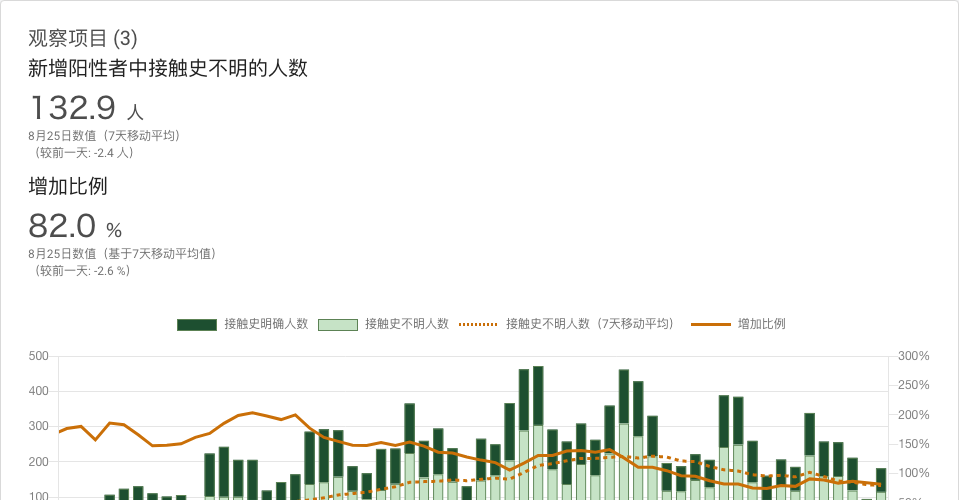 观察项目 (3)
新增阳性者中接触史不明的人数
132.9 人
8月25日数值（7天移动平均）
（较前一天: -2.4 人）
增加比例
82.0 %
8月25日数值（基于7天移动平均值）
（较前一天: -2.6 %）
接触史明确人数 接触史不明人数 接触史不明人数（7天移动平均） 增加比例
500 300%
250%
400
200%
300
150%
200
100%
100
50%